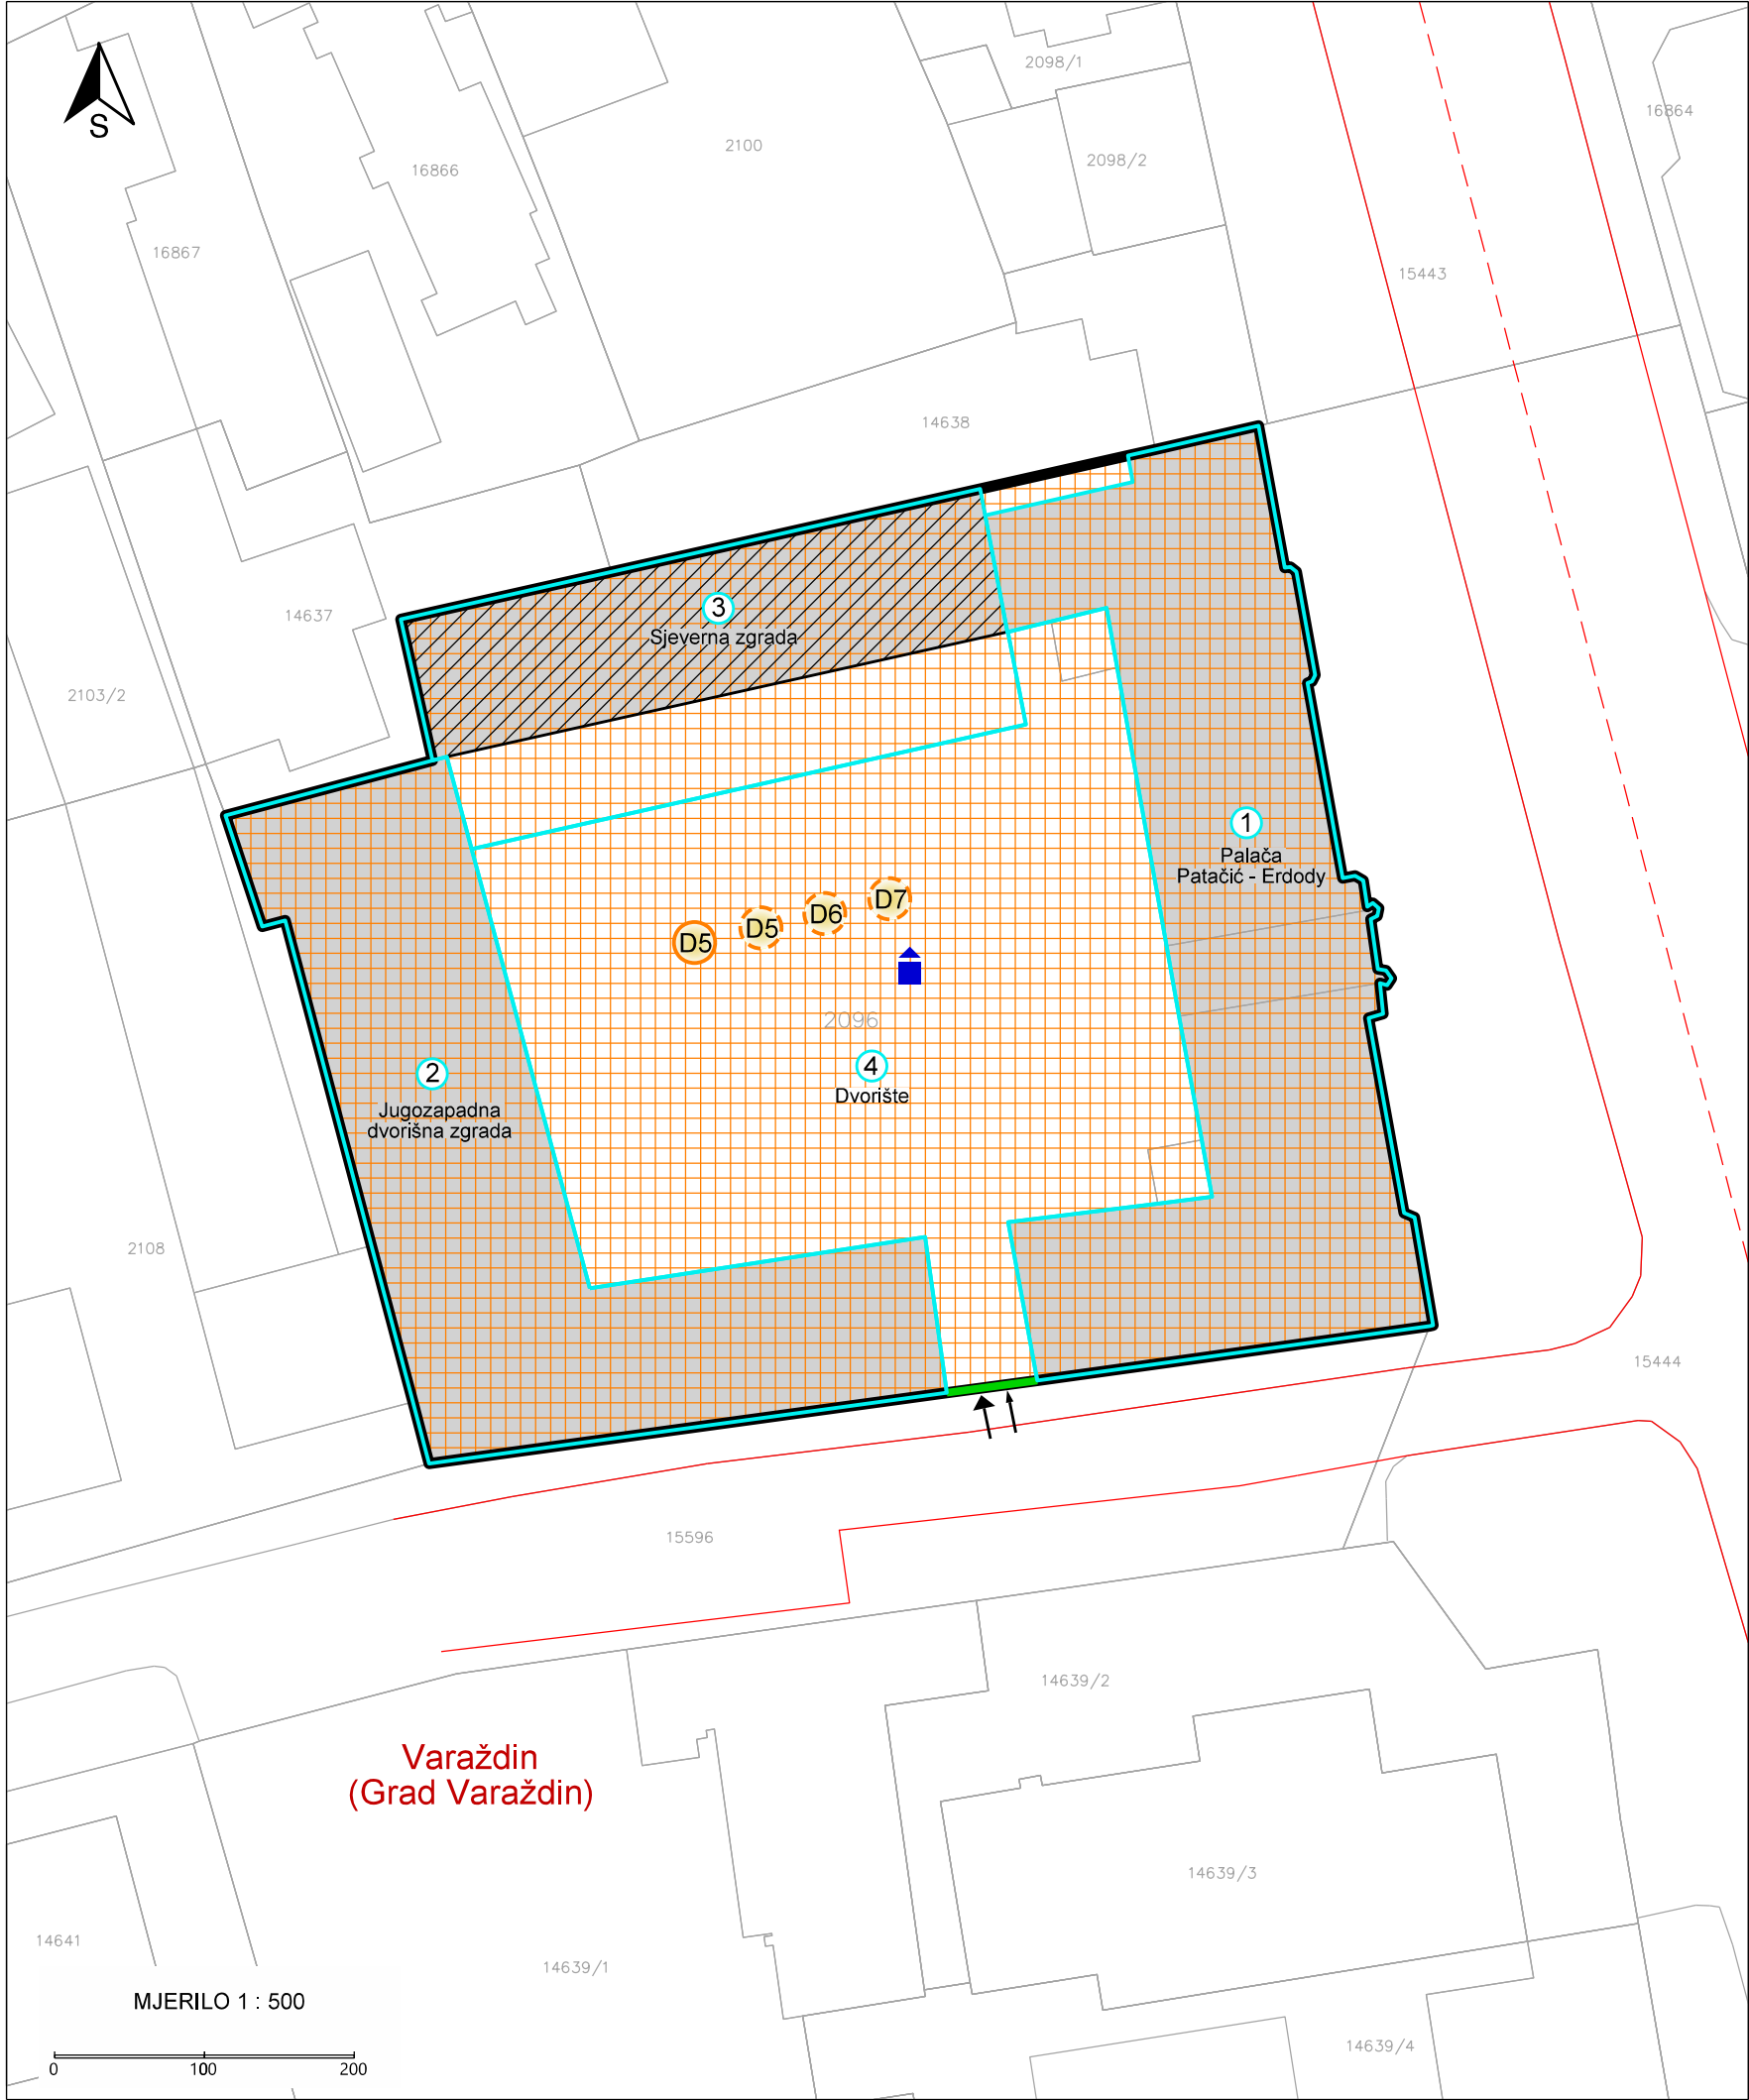 S
2098/1
16864
2100
2098/2
16866
16867
15443
14638
3
Sjeverna zgrada
14637
2103/2
1
Palača
Patačić - Erdody
D5
D5
D6
D7
2096
4
Dvorište
2
Jugozapadna
dvorišna zgrada
2108
15444
15596
14639/2
Varaždin
(Grad Varaždin)
14639/3
14641
14639/1
MJERILO 1 : 500
14639/4
0
100
200